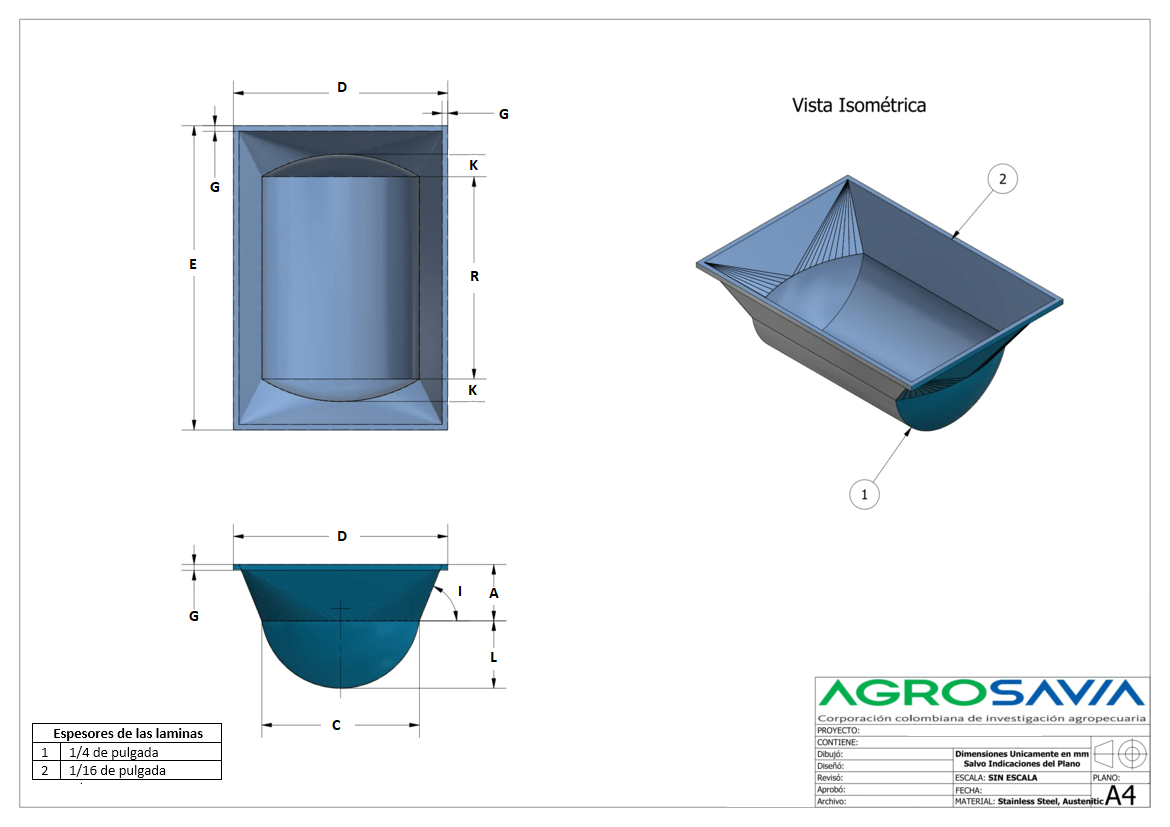 D
G
Vista Isométrica
K
2
G
E
R
K
1
D
I
A
G
L
C
Espesores de las laminas
1 1/4 de pulgada
2 1/16 de pulgada
AGROSAVIA
Corporación colombiana de investigación agropecuaria
PROYECTO:
CONTIENE:
Dibujó:
Dimensiones Unicamente en mm
Diseñó:
Salvo Indicaciones del Plano
Revisó:
ESCALA: SIN ESCALA
PLANO:
Aprobó:
FECHA:
A4
Archivo:
MATERIAL: Stainless Steel, Austenitic